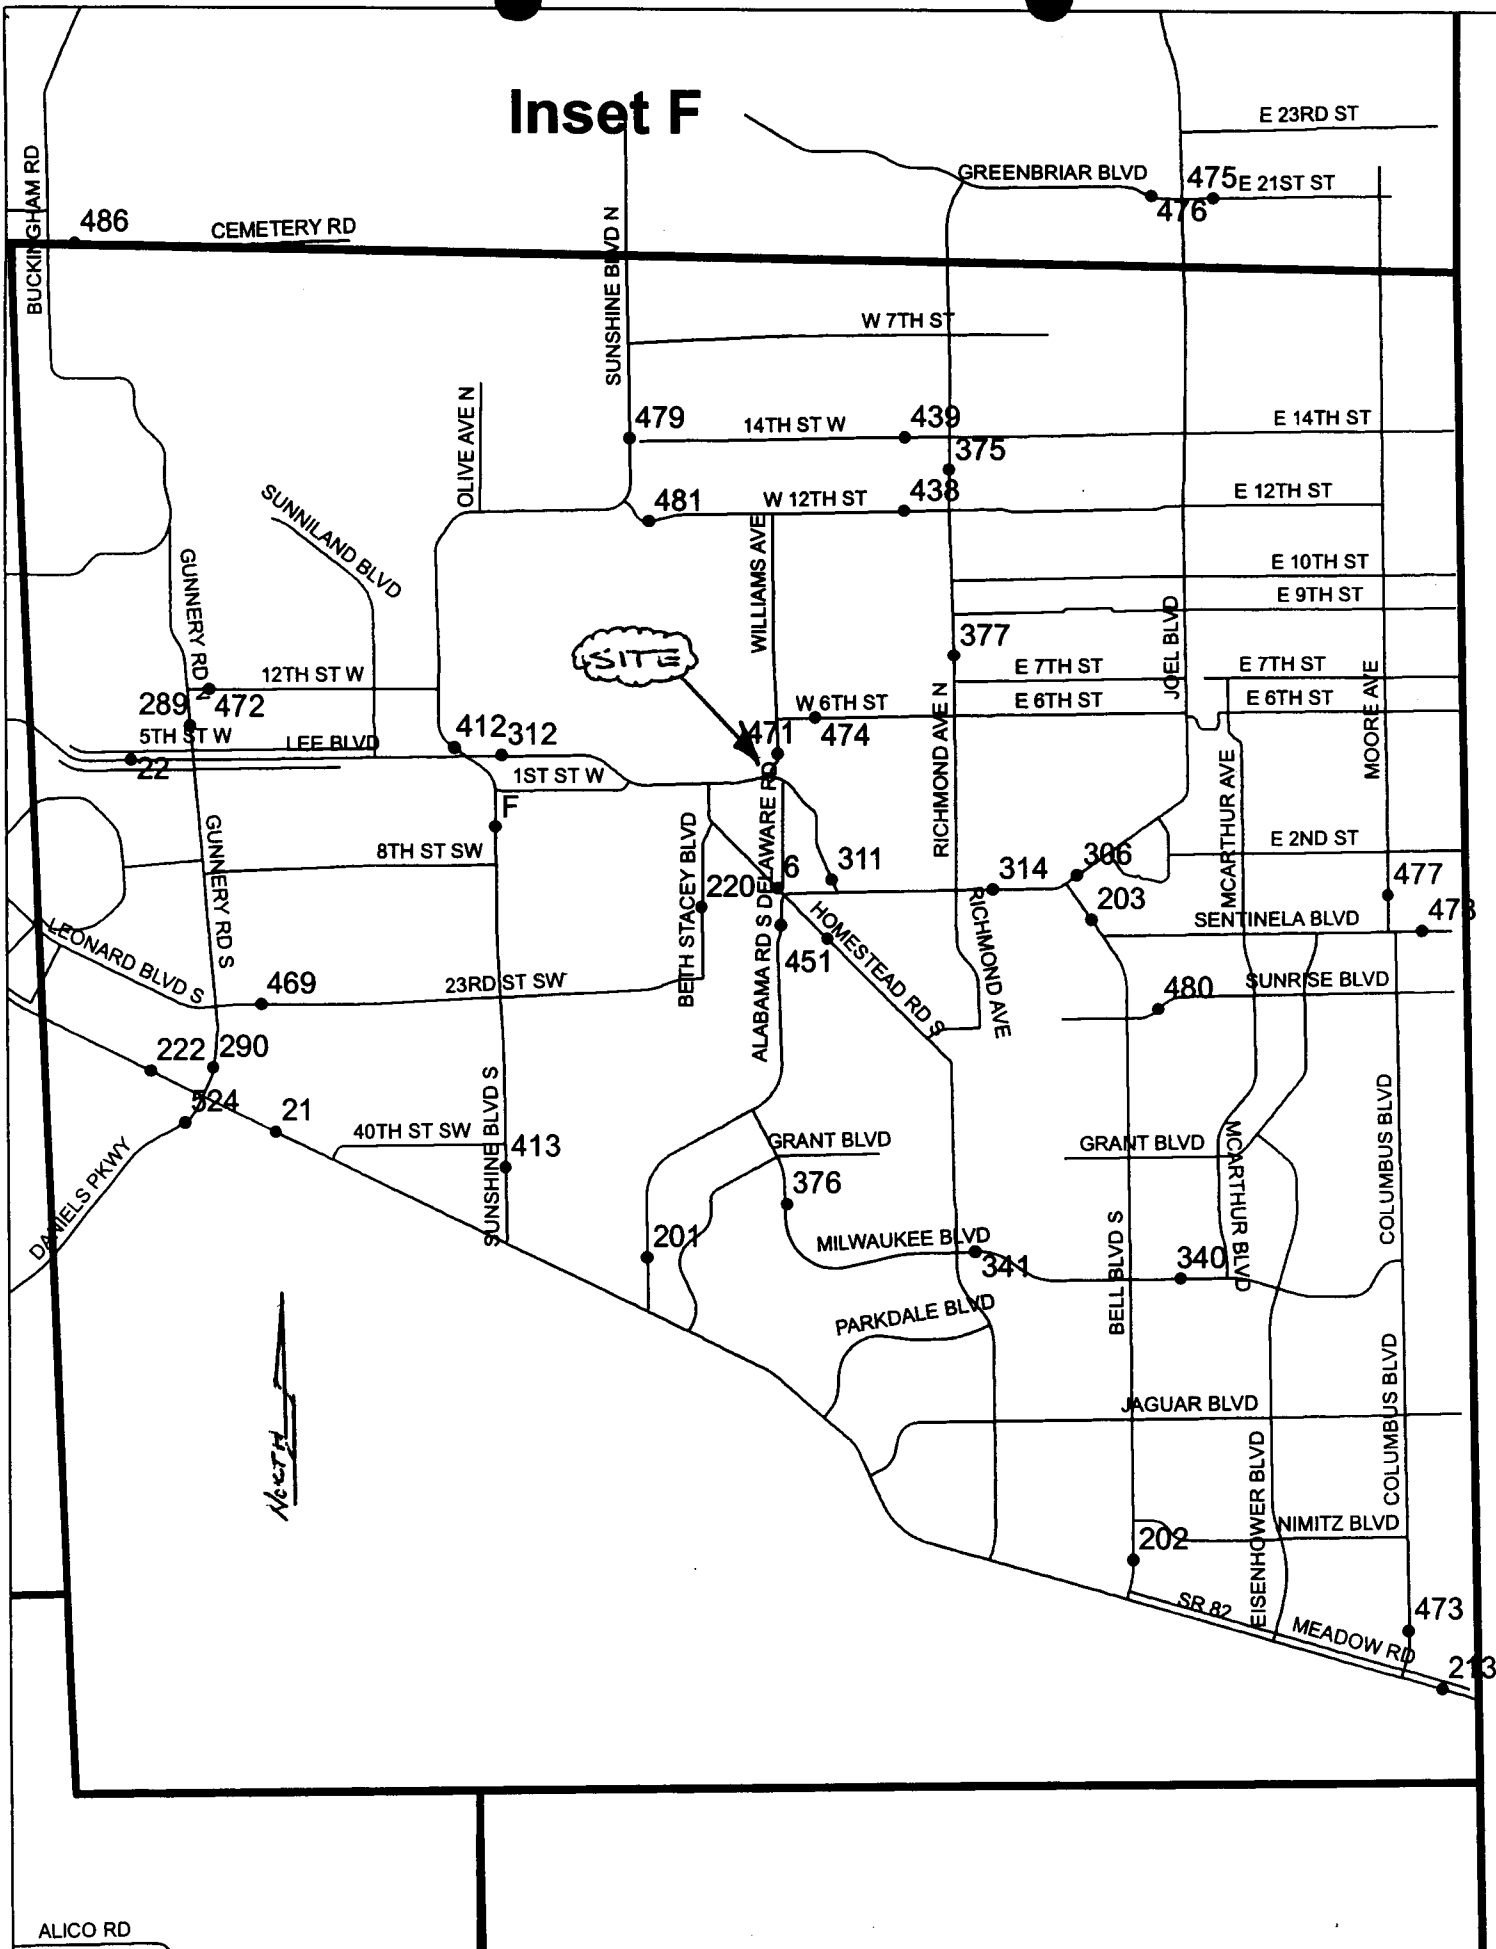 Inset F
E 23RD ST
GREENBRIAR BLVD
475
E 21ST ST
476
BUCKINGHAM RD
486
CEMETERY RD
SUNSHINE BLVD N
W 7TH ST
479
14TH ST W
439
E 14TH ST
375
OLIVE AVE N
481
W 12TH ST
438
E 12TH ST
SUNNILAND BLVD
WILLIAMS AVE
GUNNERY RD N
E 10TH ST
E 9TH ST
JOEL BLVD
SITE
377
12TH ST W
E 7TH ST
E 7TH ST
289
472
W 6TH ST
E 6TH ST
E 6TH ST
MOORE AVE
5TH ST W
LEE BLVD
412
312
471
474
RICHMOND AVE N
22
1ST ST W
MCARTHUR AVE
F
DELAWARE RD
GUNNERY RD S
8TH ST SW
BETH STACEY BLVD
E 2ND ST
220
6
311
314
306
477
203
SENTINELA BLVD
478
LEONARD BLVD S
HOMESTEAD RD S
RICHMOND AVE
451
ALABAMA RD S
469
23RD ST SW
480
SUNRISE BLVD
222
290
524
21
SUNSHINE BLVD S
40TH ST SW
413
GRANT BLVD
GRANT BLVD
MCARTHUR BLVD
COLUMBUS BLVD
DANIELS PKWY
376
201
MILWAUKEE BLVD
341
BELL BLVD S
340
PARKDALE BLVD
NORTH
JAGUAR BLVD
COLUMBUS BLVD
EISENHOWER BLVD
NIMITZ BLVD
202
SR 82
473
MEADOW RD
213
ALICO RD